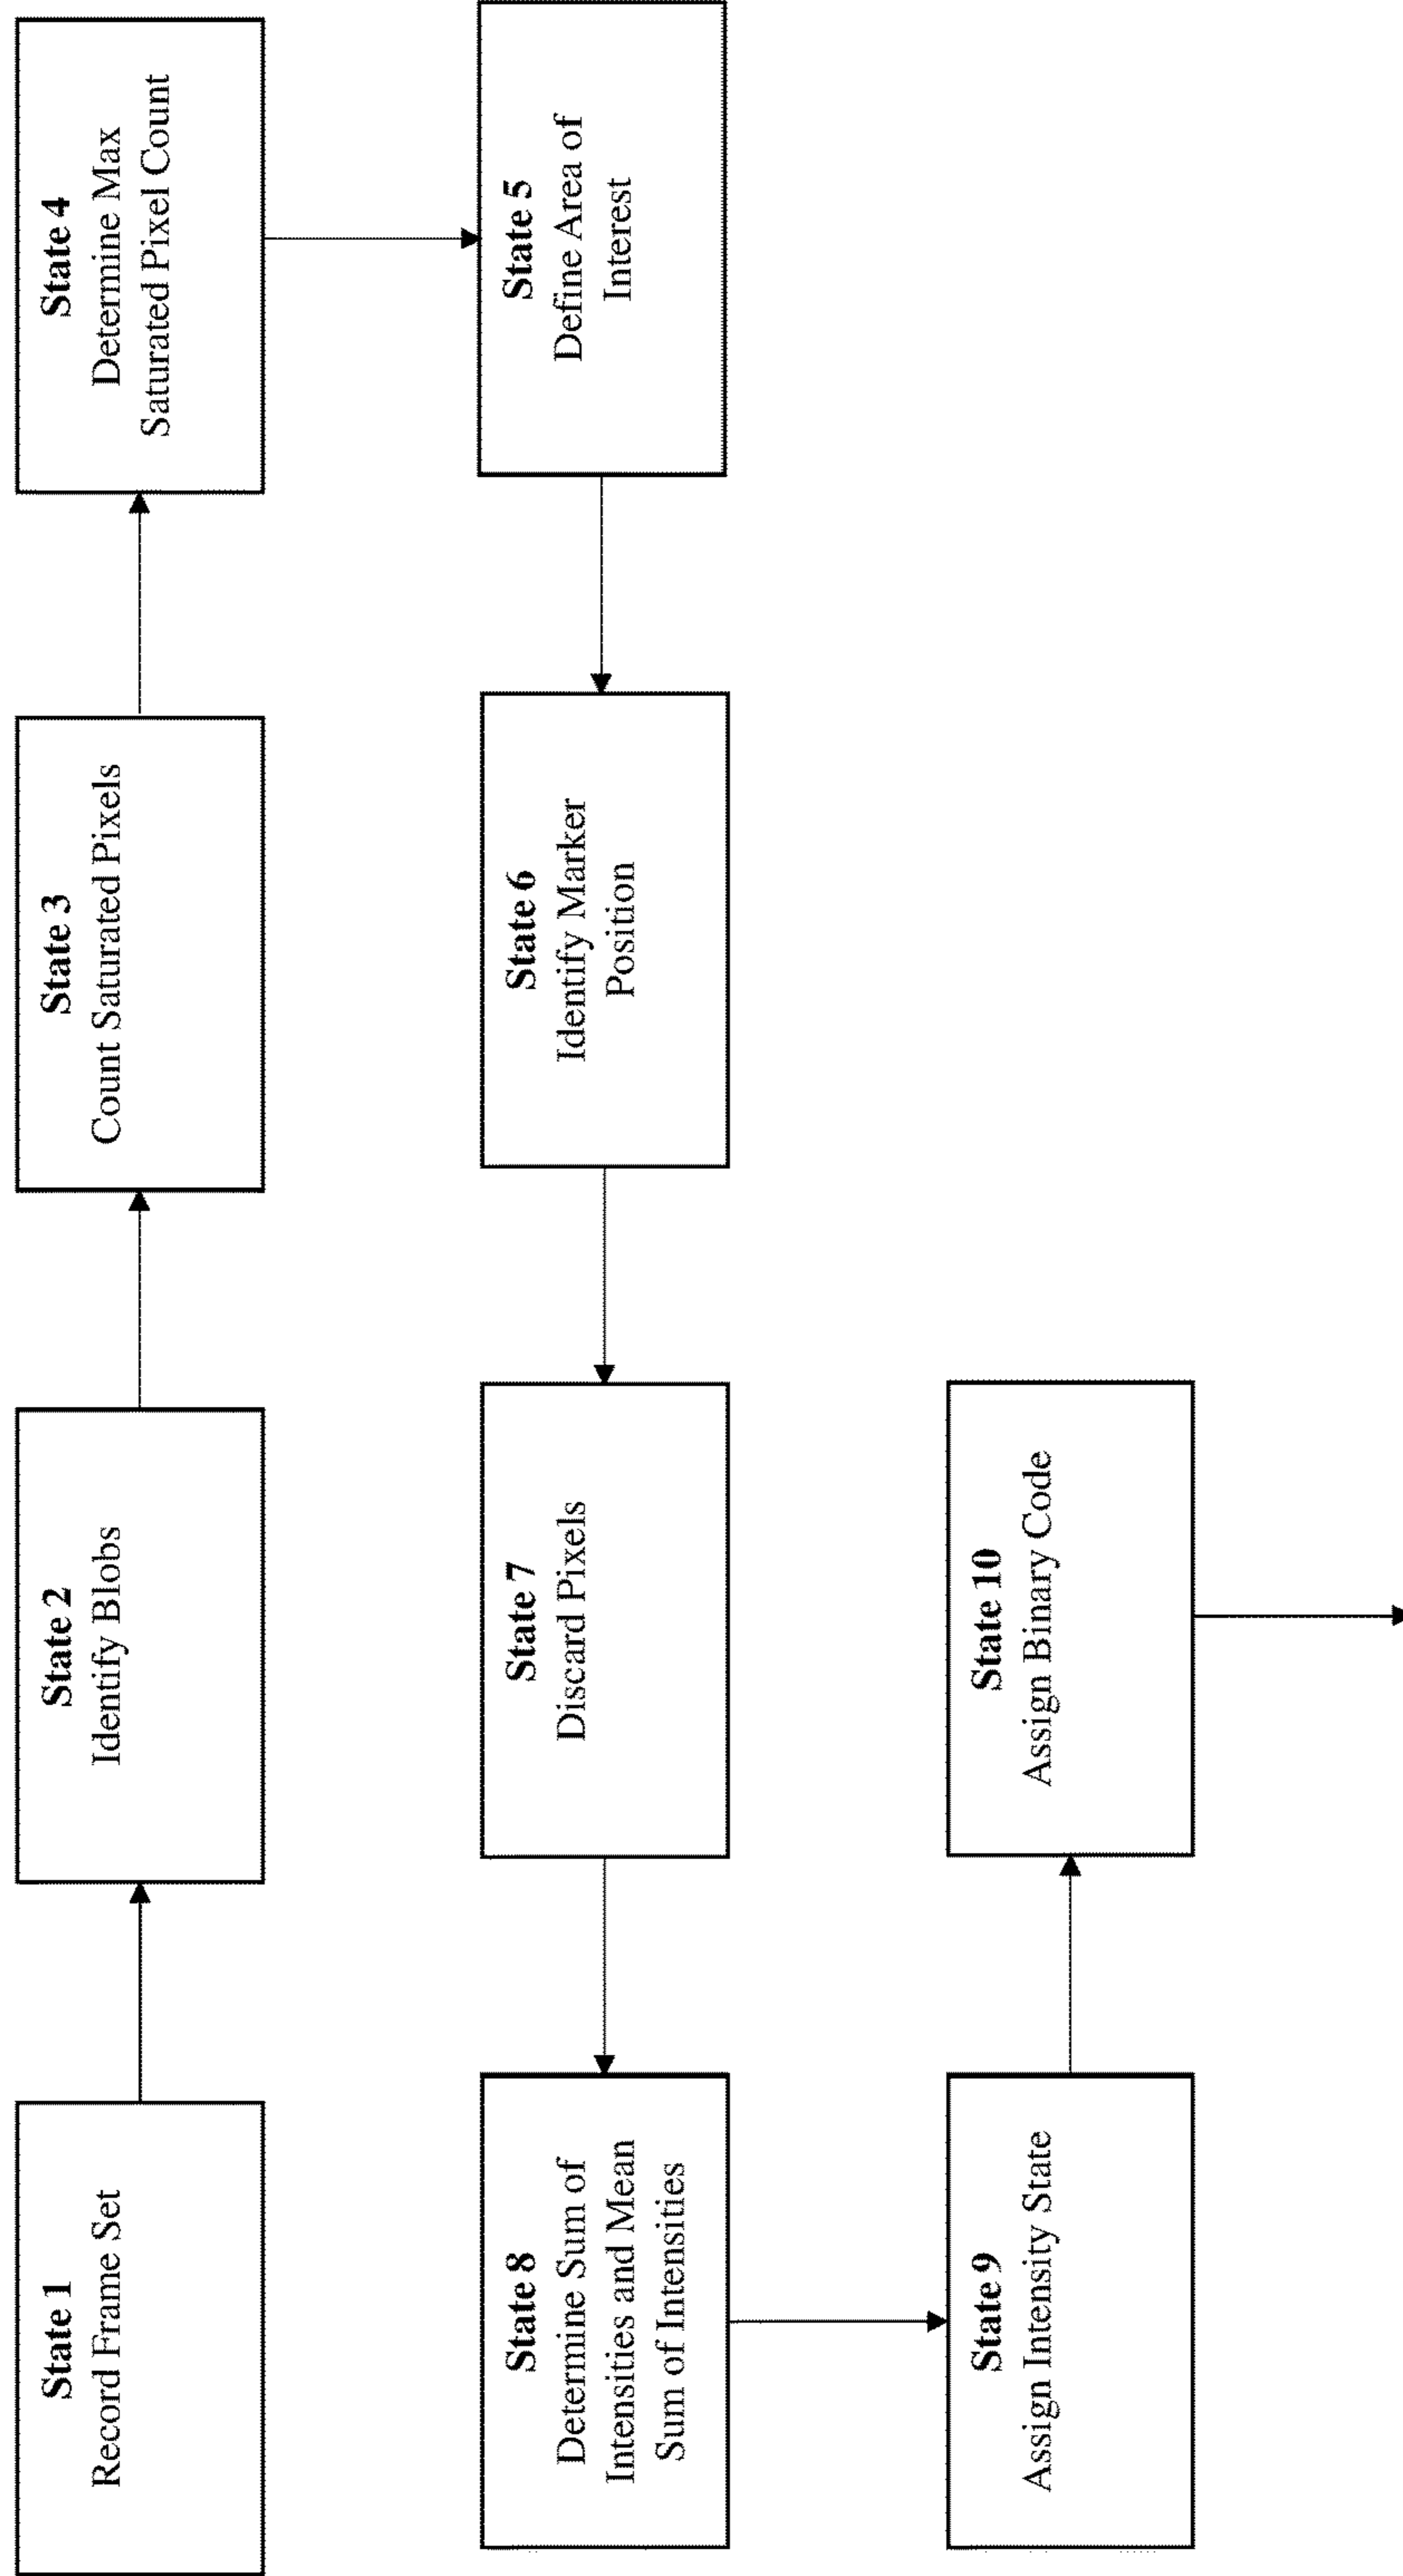 State 1
Record Frame Set
State 2
Identify Blobs
State 3
Count Saturated Pixels
State 4
Determine Max
Saturated Pixel Count
State 5
Define Area of
Interest
State 6
Identify Marker
Position
State 7
Discard Pixels
State 8
Determine Sum of
Intensities and Mean
Sum of Intensities
State 9
Assign Intensity State
State 10
Assign Binary Code